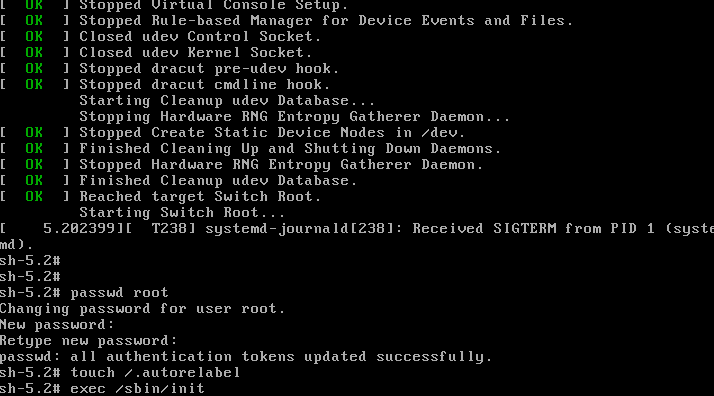 [  OK  ] Stopped Virtual Console Setup.
[  OK  ] Stopped Rule-based Manager for Device Events and Files.
[  OK  ] Closed udev Control Socket.
[  OK  ] Closed udev Kernel Socket.
[  OK  ] Stopped dracut pre-udev hook.
[  OK  ] Stopped dracut cmdline hook.
         Starting Cleanup udev Database...
         Stopping Hardware RNG Entropy Gatherer Daemon...
[  OK  ] Stopped Create Static Device Nodes in /dev.
[  OK  ] Finished Cleaning Up and Shutting Down Daemons.
[  OK  ] Stopped Hardware RNG Entropy Gatherer Daemon.
[  OK  ] Finished Cleanup udev Database.
[  OK  ] Reached target Switch Root.
         Starting Switch Root...
[    5.202399][  T238] systemd-journald[238]: Received SIGTERM from PID 1 (syste
md).
sh-5.2#
sh-5.2#
sh-5.2# passwd root
Changing password for user root.
New password:
Retype new password:
passwd: all authentication tokens updated successfully.
sh-5.2# touch /.autorelabel
sh-5.2# exec /sbin/init